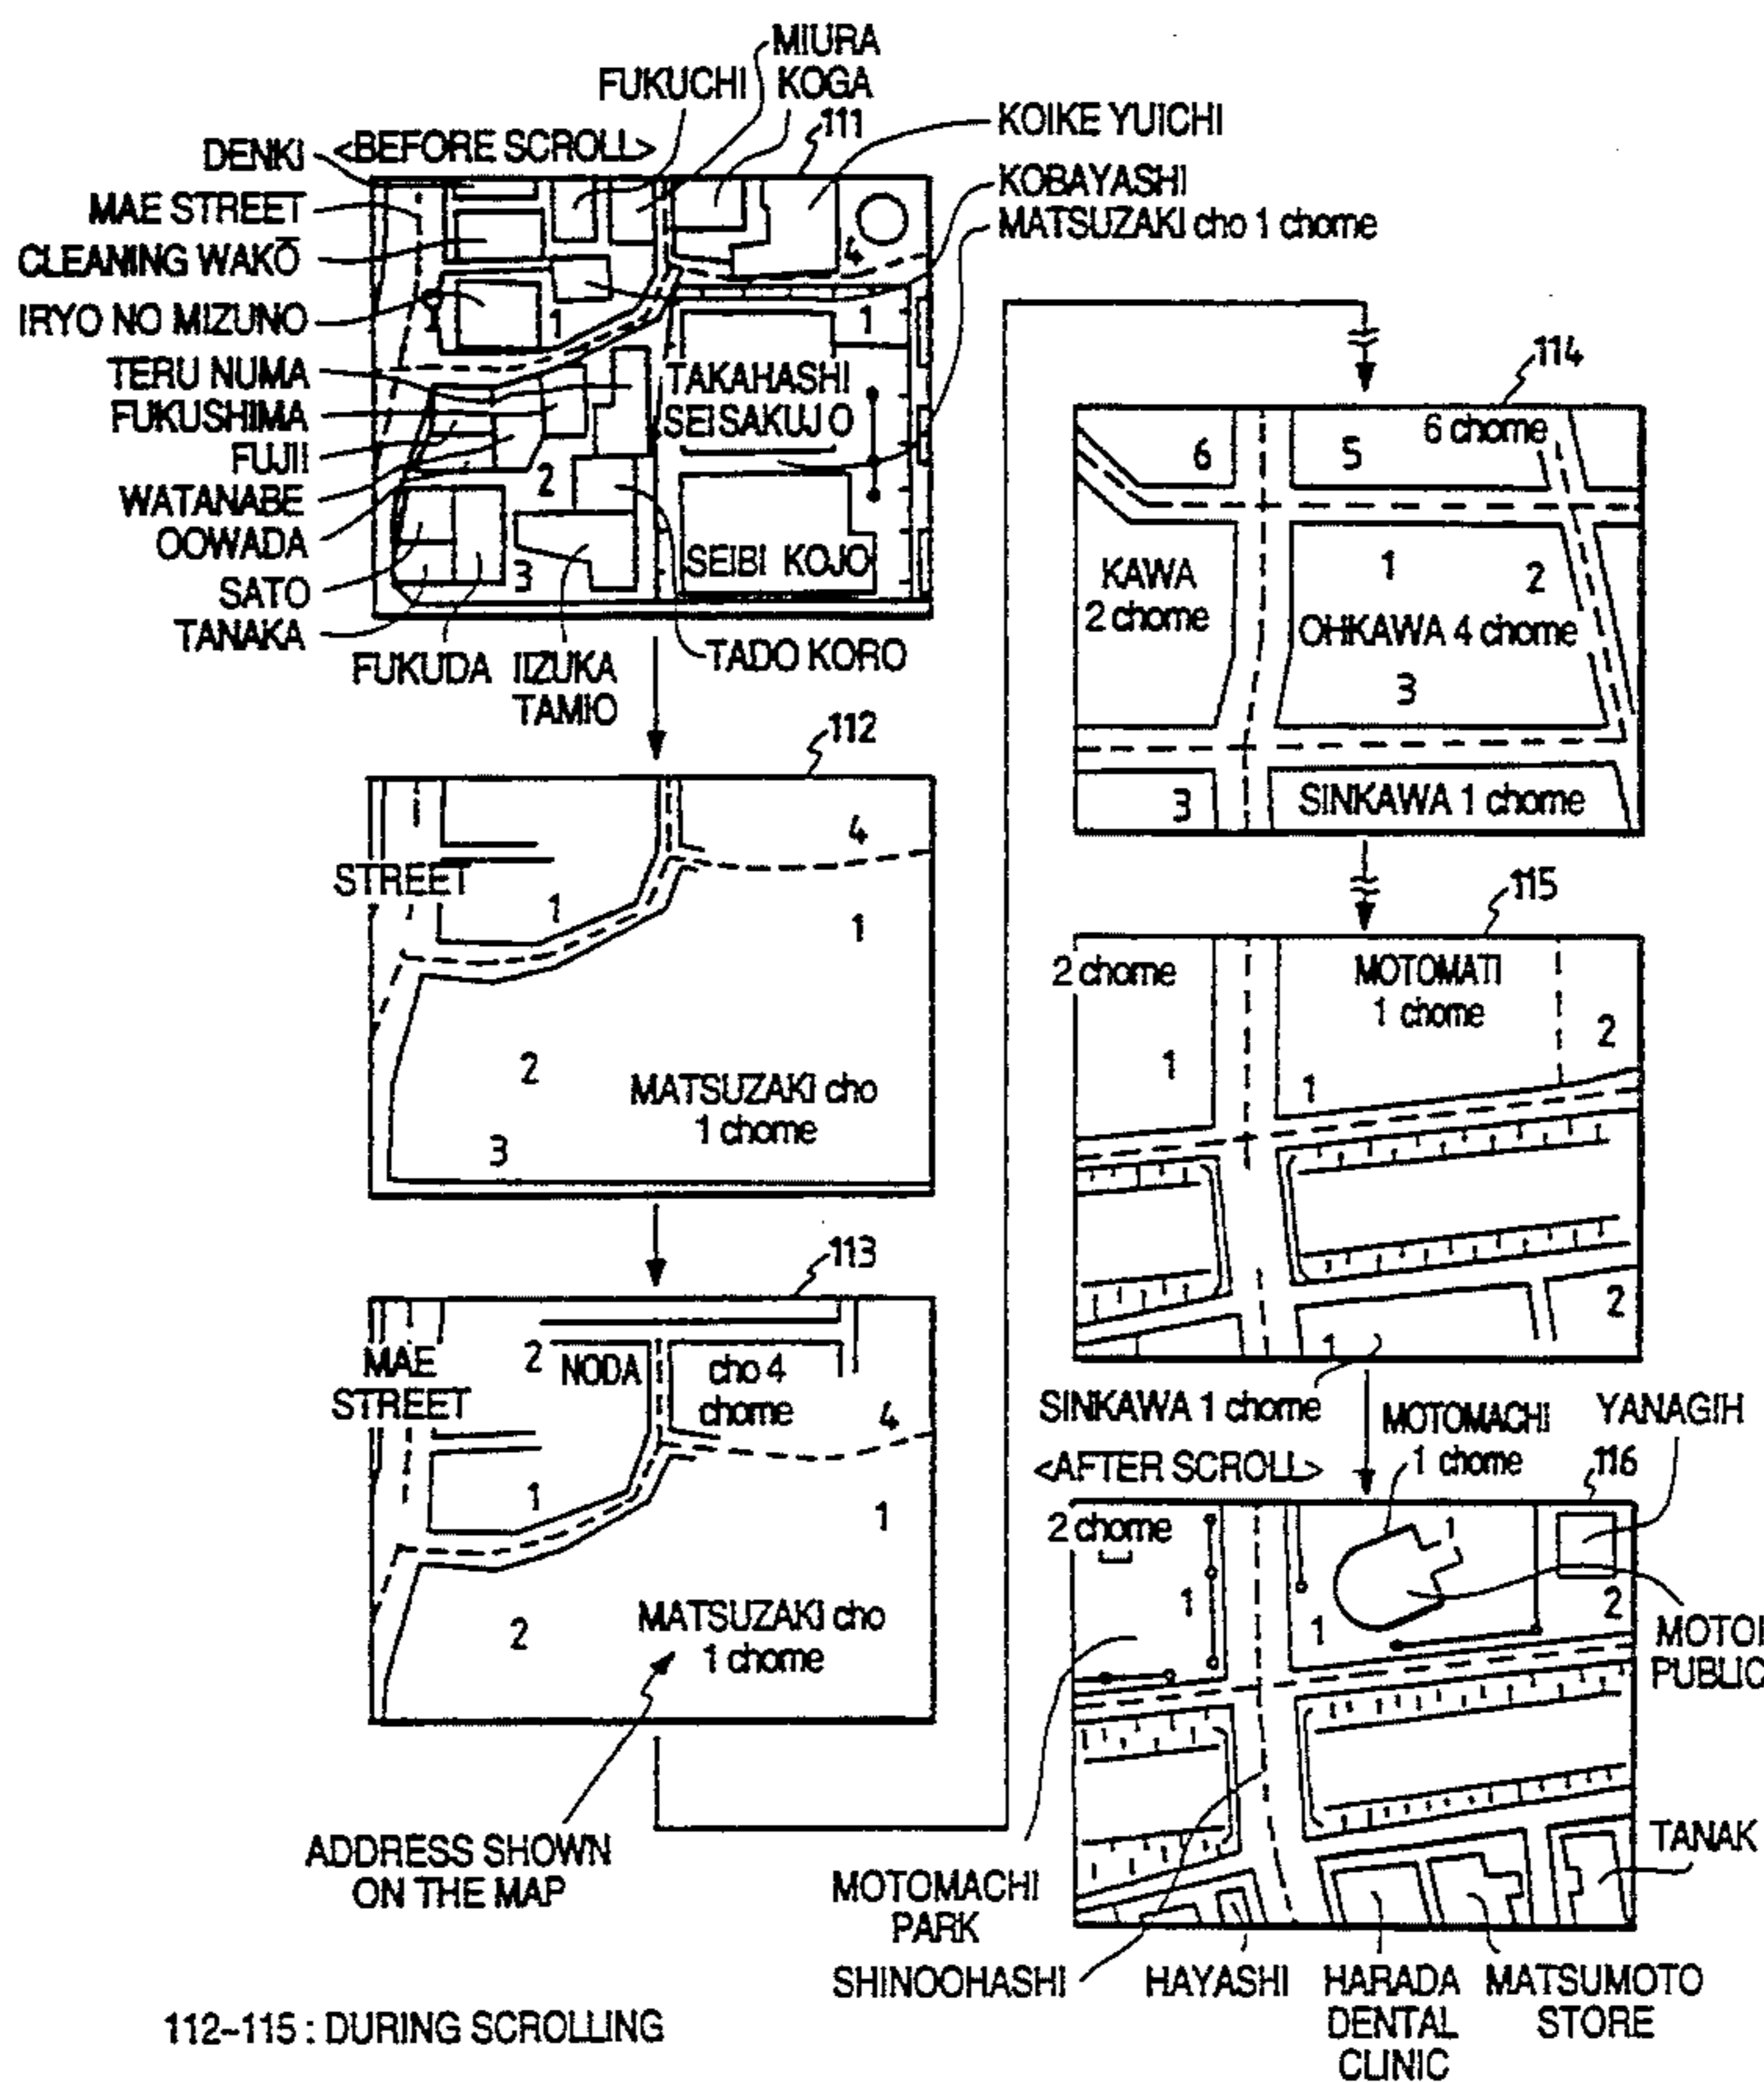 MIURA
FUKUCHI KOGA
111
KOIKE YUICHI
DENKI
<BEFORE SCROLL>
KOBAYASHI
MAE STREET
MATSUZAKI cho 1 chome
CLEANING WAKŌ
4
IRYO NO MIZUNO
1
1
1
TERU NUMA
TAKAHASHI
FUKUSHIMA
SEISAKUJO
FUJII
WATANABE
2
OOWADA
SEIBI KOJO
SATO
3
TANAKA
FUKUDA
IIZUKA
TAMIO
TADO KORO
112
4
STREET
1
1
2
MATSUZAKI cho
1 chome
3
113
MAE
STREET
2
NODA
cho 4
chome
4
1
1
1
2
MATSUZAKI cho
1 chome
ADDRESS SHOWN
ON THE MAP
114
6 chome
6
5
KAWA
2 chome
1
2
OHKAWA 4 chome
3
3
SINKAWA 1 chome
115
2 chome
MOTOMATI
1 chome
1
2
1
2
1
SINKAWA 1 chome
MOTOMACHI
1 chome
YANAGIH
<AFTER SCROLL>
116
2 chome
1
1
1
2
MOTOI
PUBLIC
TANAK
MOTOMACHI
PARK
SHINOOHASHI
HAYASHI
HARADA
DENTAL
CLINIC
MATSUMOTO
STORE
112~115 : DURING SCROLLING